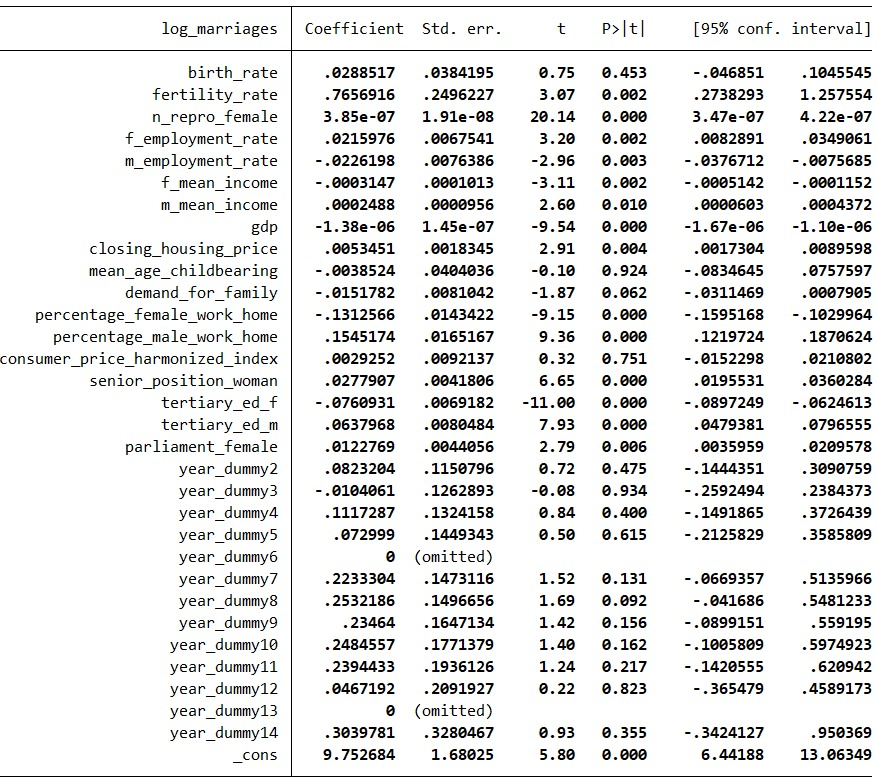 log_marriages Coefficient Std. err. t P>|t| [95% conf. interval]
birth_rate .0288517 .0384195 0.75 0.453 -.046851 .1045545
fertility_rate .7656916 .2496227 3.07 0.002 .2738293 1.257554
n_repro_female 3.85e-07 1.91e-08 20.14 0.000 3.47e-07 4.22e-07
f_employment_rate .0215976 .0067541 3.20 0.002 .0082891 .0349061
m_employment_rate -.0226198 .0076386 -2.96 0.003 -.0376712 -.0075685
f_mean_income -.0003147 .0001013 -3.11 0.002 -.0005142 -.0001152
m_mean_income .0002488 .0000956 2.60 0.010 .0000603 .0004372
gdp -1.38e-06 1.45e-07 -9.54 0.000 -1.67e-06 -1.10e-06
closing_housing_price .0053451 .0018345 2.91 0.004 .0017304 .0089598
mean_age_childbearing -.0038524 .0404036 -0.10 0.924 -.0834645 .0757597
demand_for_family -.0151782 .0081042 -1.87 0.062 -.0311469 .0007905
percentage_female_work_home -.1312566 .0143422 -9.15 0.000 -.1595168 -.1029964
percentage_male_work_home .1545174 .0165167 9.36 0.000 .1219724 .1870624
consumer_price_harmonized_index .0029252 .0092137 0.32 0.751 -.0152298 .0210802
senior_position_woman .0277907 .0041806 6.65 0.000 .0195531 .0360284
tertiary_ed_f -.0760931 .0069182 -11.00 0.000 -.0897249 -.0624613
tertiary_ed_m .0637968 .0080484 7.93 0.000 .0479381 .0796555
parliament_female .0122769 .0044056 2.79 0.006 .0035959 .0209578
year_dummy2 .0823204 .1150796 0.72 0.475 -.1444351 .3090759
year_dummy3 -.0104061 .1262893 -0.08 0.934 -.2592494 .2384373
year_dummy4 .1117287 .1324158 0.84 0.400 -.1491865 .3726439
year_dummy5 .072999 .1449343 0.50 0.615 -.2125829 .3585809
year_dummy6 0 (omitted)
year_dummy7 .2233304 .1473116 1.52 0.131 -.0669357 .5135966
year_dummy8 .2532186 .1496656 1.69 0.092 -.041686 .5481233
year_dummy9 .23464 .1647134 1.42 0.156 -.0899151 .559195
year_dummy10 .2484557 .1771379 1.40 0.162 -.1005809 .5974923
year_dummy11 .2394433 .1936126 1.24 0.217 -.1420555 .620942
year_dummy12 .0467192 .2091927 0.22 0.823 -.365479 .4589173
year_dummy13 0 (omitted)
year_dummy14 .3039781 .3280467 0.93 0.355 -.3424127 .950369
_cons 9.752684 1.68025 5.80 0.000 6.44188 13.06349